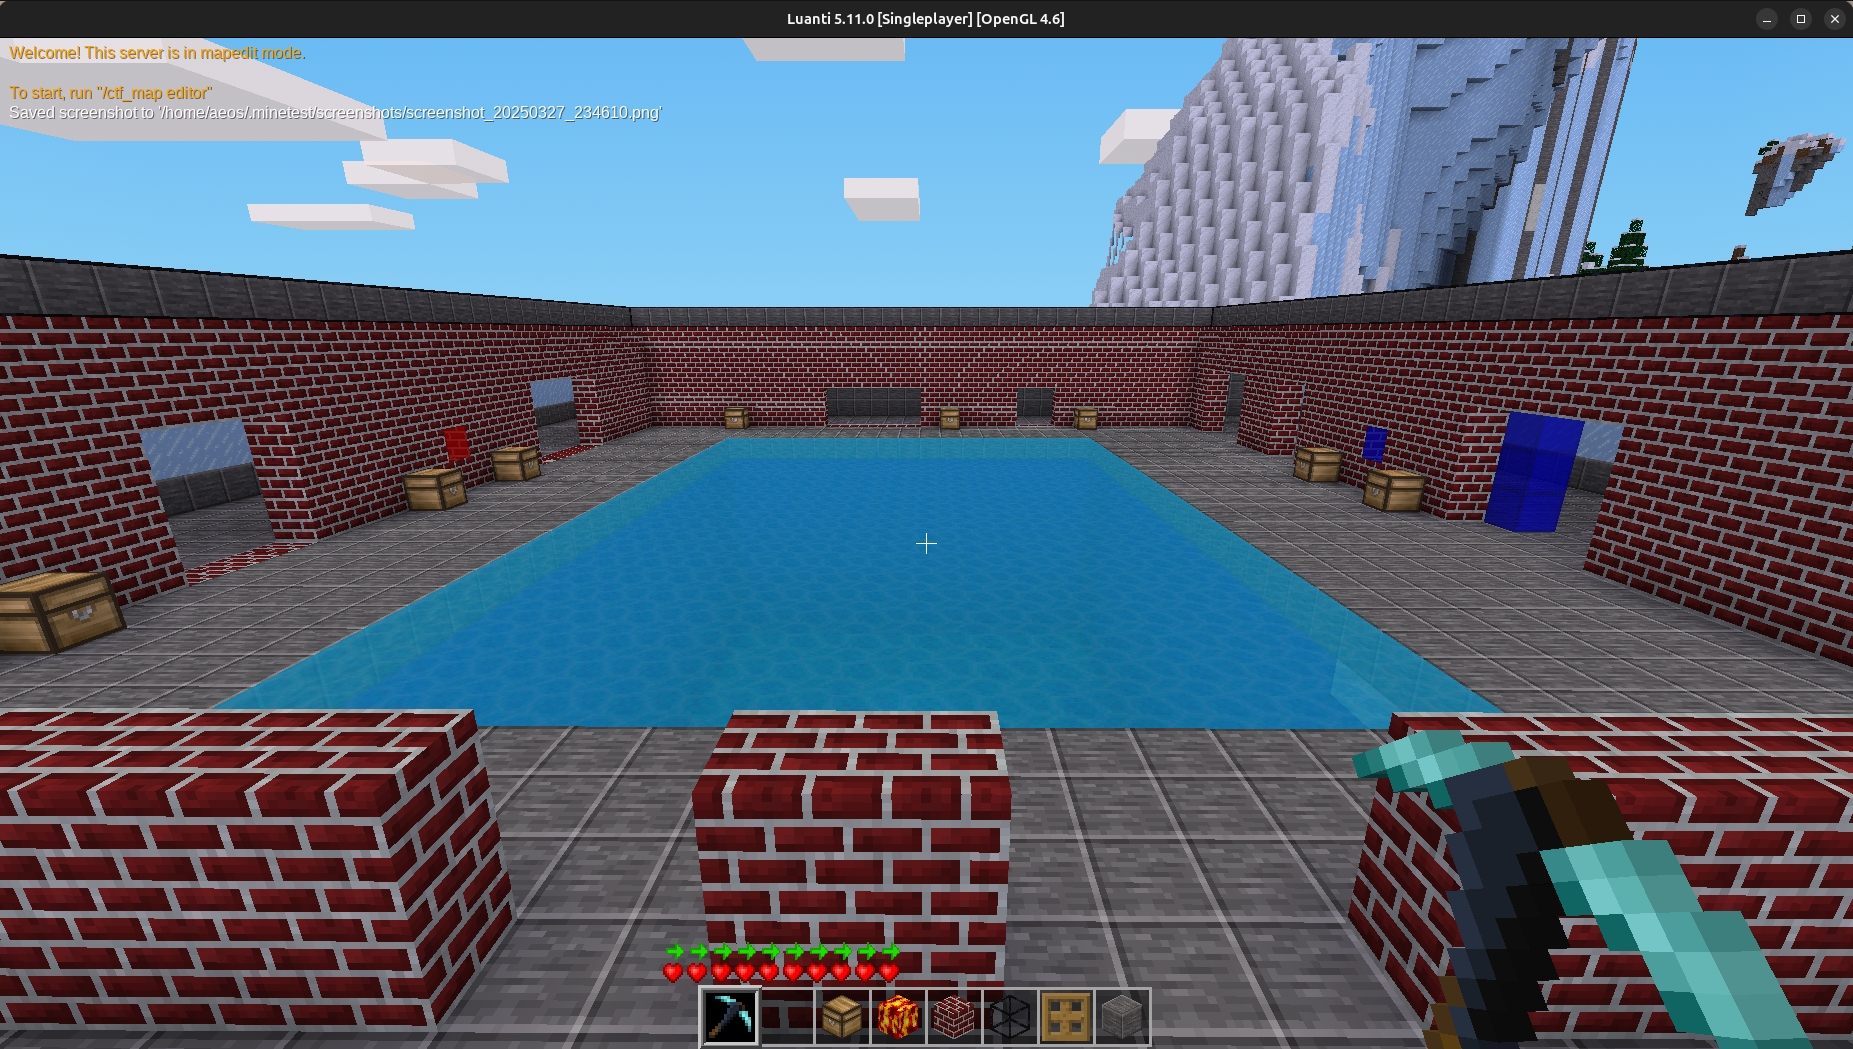 Luanti 5.11.0 [Singleplayer] [OpenGL 4.6]
Welcome! This server is in mapedit mode.
To start, run "/ctf_map editor"
Saved screenshot to '/home/aeos/.minetest/screenshots/screenshot_20250327_234610.png'